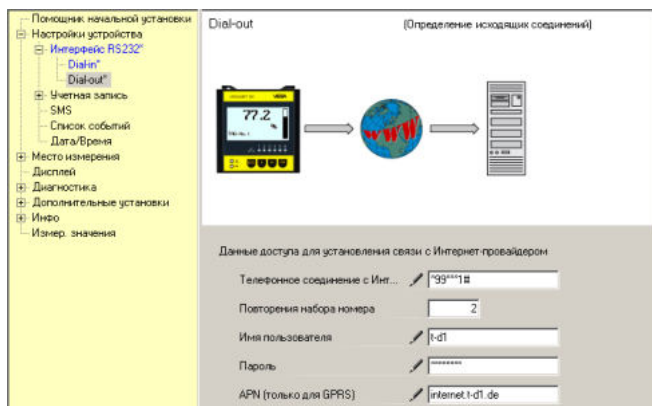 Помощник начальной установки
Настройки устройства
Интерфейс RS232"
Dial-in"
Dial-out"
Учетная запись
SMS
Список событий
Дата/Время
Место измерения
Дисплей
Диагностика
Дополнительные установки
Инфо
Измер. значения
Dial-out
(Определение исходящих соединений)
VEGA
77.2
%
www
Данные доступа для установления связи с Интернет-провайдером
Телефонное соединение с Инт... *99***1#
Повторения набора номера 2
Имя пользователя t-d1
Пароль ********
APN (только для GPRS) internet.t-d1.de